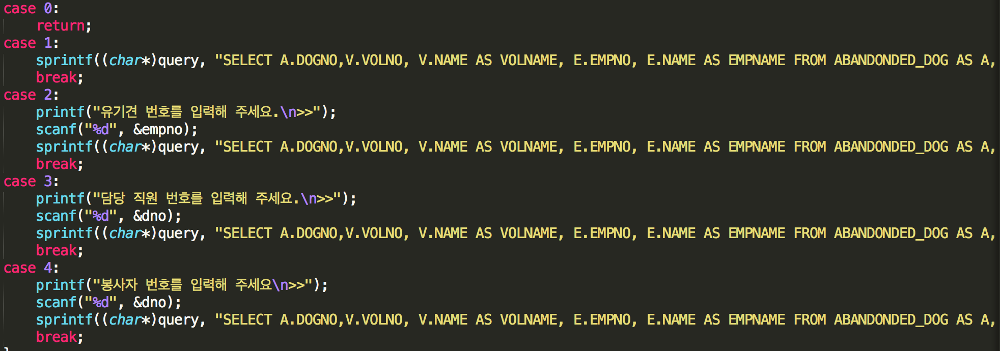 case 0:
    return;
case 1:
    sprintf((char*)query, "SELECT A.DOGNO,V.VOLNO, V.NAME AS VOLNAME, E.EMPNO, E.NAME AS EMPNAME FROM ABANDONDED_DOG AS A,
    break;
case 2:
    printf("유기견 번호를 입력해 주세요.\n>>");
    scanf("%d", &empno);
    sprintf((char*)query, "SELECT A.DOGNO,V.VOLNO, V.NAME AS VOLNAME, E.EMPNO, E.NAME AS EMPNAME FROM ABANDONDED_DOG AS A,
    break;
case 3:
    printf("담당 직원 번호를 입력해 주세요.\n>>");
    scanf("%d", &dno);
    sprintf((char*)query, "SELECT A.DOGNO,V.VOLNO, V.NAME AS VOLNAME, E.EMPNO, E.NAME AS EMPNAME FROM ABANDONDED_DOG AS A,
    break;
case 4:
    printf("봉사자 번호를 입력해 주세요\n>>");
    scanf("%d", &dno);
    sprintf((char*)query, "SELECT A.DOGNO,V.VOLNO, V.NAME AS VOLNAME, E.EMPNO, E.NAME AS EMPNAME FROM ABANDONDED_DOG AS A,
    break;
}